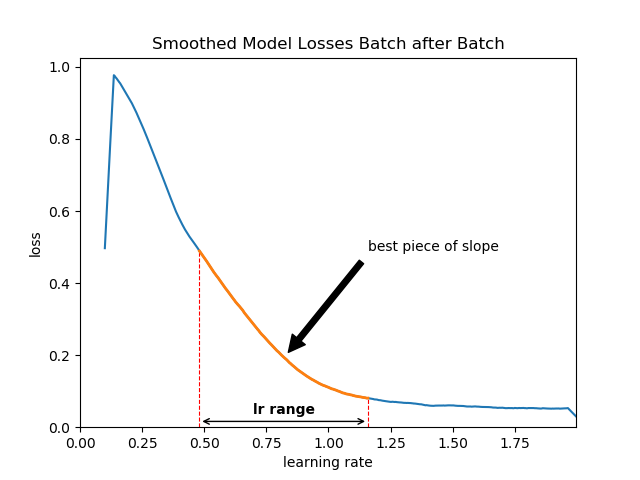 Smoothed Model Losses Batch after Batch
1.0
0.8
0.6
0.4
0.2
0.0
loss
best piece of slope
lr range
0.00 0.25 0.50 0.75 1.00 1.25 1.50 1.75
learning rate